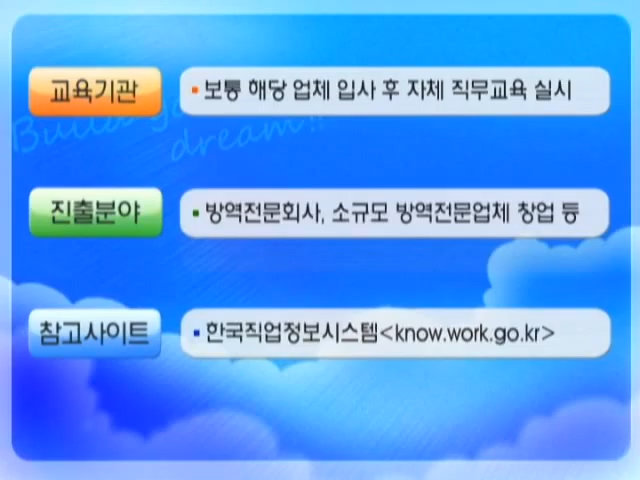 교육기관
보통 해당 업체 입사 후 자체 직무교육 실시
Build your
dream!!
진출분야
방역전문회사, 소규모 방역전문업체 창업 등
참고사이트
한국직업정보시스템<know.work.go.kr>